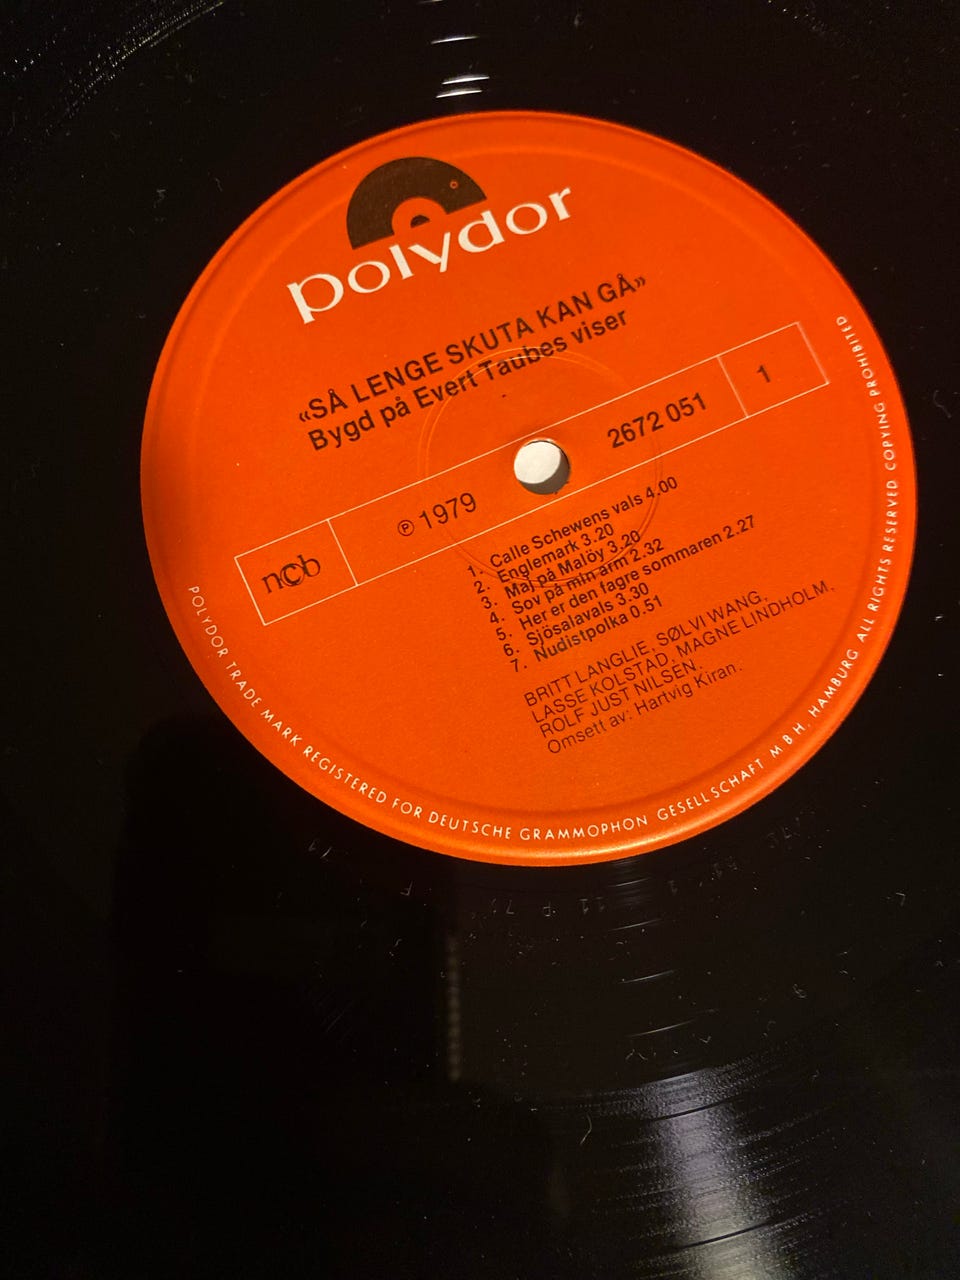 polydor
«SÅ LENGE SKUTA KAN GÅ»
Bygd på Evert Taubes viser
ncb
℗ 1979
2672 051
1
1. Calle Schewens vals 4.00
2. Englemark 3.20
3. Maj på Malöy 3.20
4. Sov på min arm 2.32
5. Her er den fagre sommaren 2.27
6. Sjösalavals 3.30
7. Nudistpolka 0.51
BRITT LANGLIE, SØLVI WANG,
LASSE KOLSTAD, MAGNE LINDHOLM,
ROLF JUST NILSEN.
Omsett av: Hartvig Kiran.
POLYDOR TRADE MARK REGISTERED FOR DEUTSCHE GRAMMOPHON GESELLSCHAFT M B H, HAMBURG ALL RIGHTS RESERVED COPYING PROHIBITED